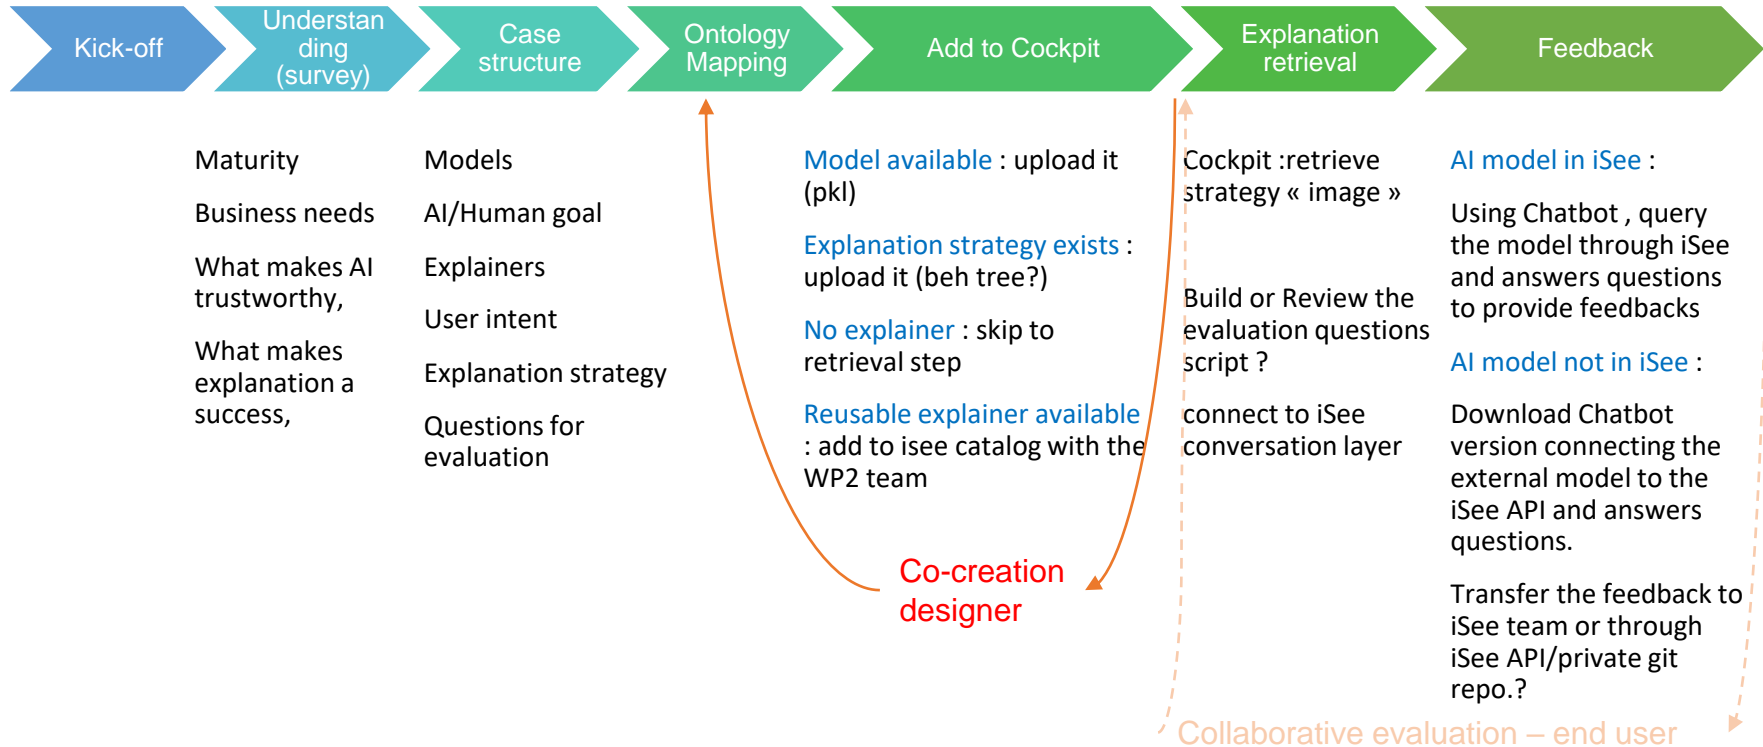 Kick-off
Understan
ding
(survey)
Case
structure
Ontology
Mapping
Add to Cockpit
Explanation
retrieval
Feedback
Maturity
Business needs
What makes AI
trustworthy,
What makes
explanation a
success,
Models
AI/Human goal
Explainers
User intent
Explanation strategy
Questions for
evaluation
Model available : upload it
(pkl)
Explanation strategy exists :
upload it (beh tree?)
No explainer : skip to
retrieval step
Reusable explainer available
: add to isee catalog with the
WP2 team
Cockpit :retrieve
strategy « image »
Build or Review the
evaluation questions
script ?
connect to iSee
conversation layer
AI model in iSee :
Using Chatbot , query
the model through iSee
and answers questions
to provide feedbacks
AI model not in iSee :
Download Chatbot
version connecting the
external model to the
iSee API and answers
questions.
Transfer the feedback to
iSee team or through
iSee API/private git
repo.?
Co-creation
designer
Collaborative evaluation – end user